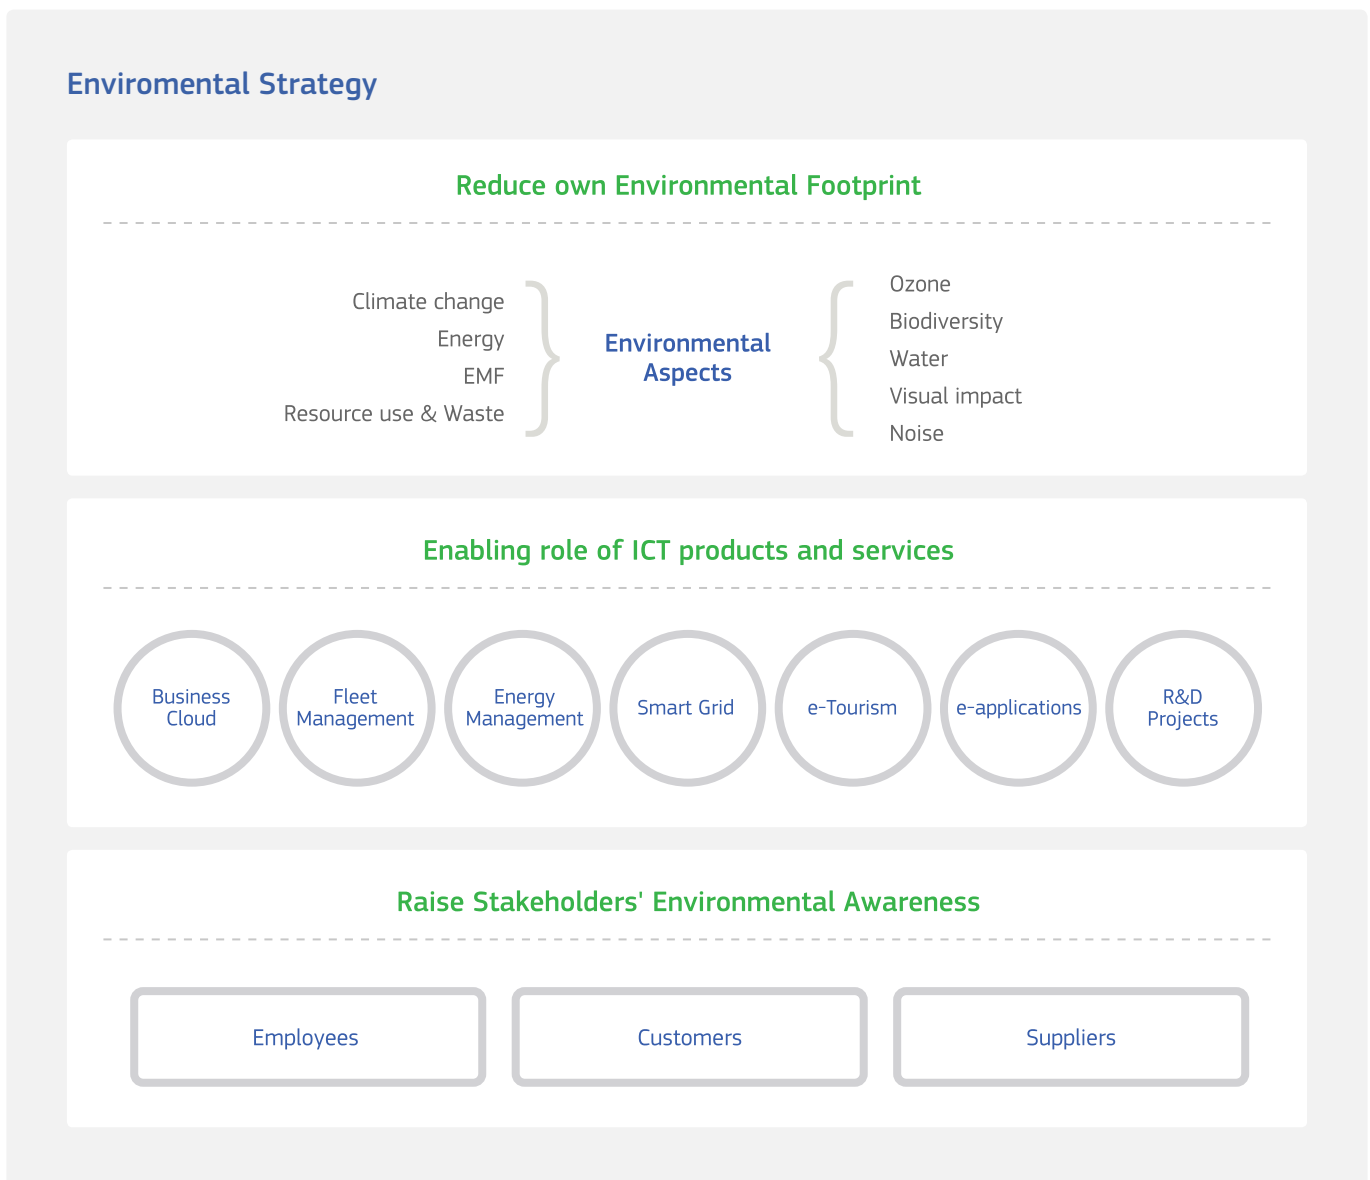 Enviromental Strategy
Reduce own Environmental Footprint
Climate change
Energy
EMF
Resource use & Waste
Environmental
Aspects
Ozone
Biodiversity
Water
Visual impact
Noise
Enabling role of ICT products and services
Business
Cloud
Fleet
Management
Energy
Management
Smart Grid
e-Tourism
e-applications
R&D
Projects
Raise Stakeholders' Environmental Awareness
Employees
Customers
Suppliers